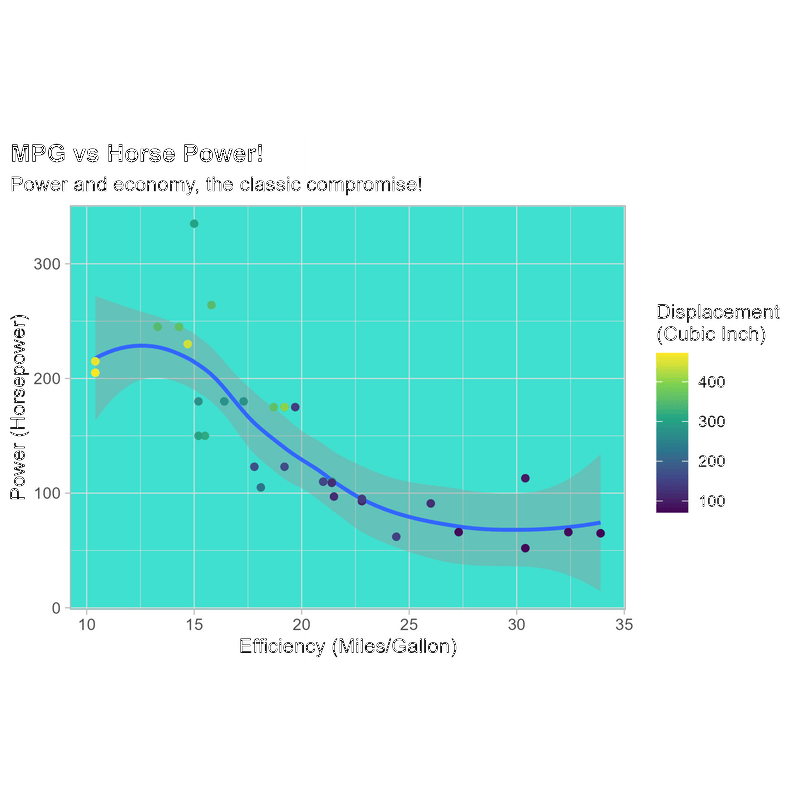 MPG vs Horse Power!
Power and economy, the classic compromise!
Power (Horsepower)
300
200
100
0
10 15 20 25 30 35
Efficiency (Miles/Gallon)
Displacement
(Cubic Inch)
400
300
200
100